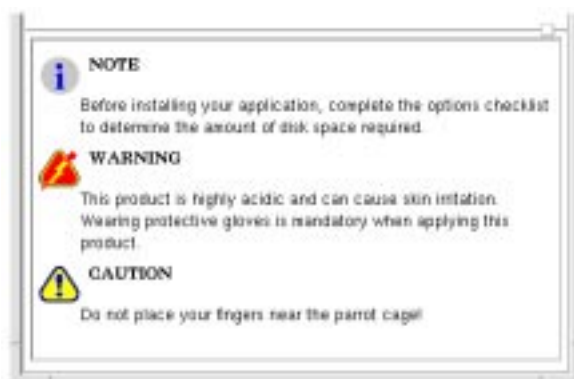 NOTE
Before installing your application, complete the options checklist
to determine the amount of disk space required.
WARNING
This product is highly acidic and can cause skin irritation.
Wearing protective gloves is mandatory when applying this
product.
CAUTION
Do not place your fingers near the parrot cage!